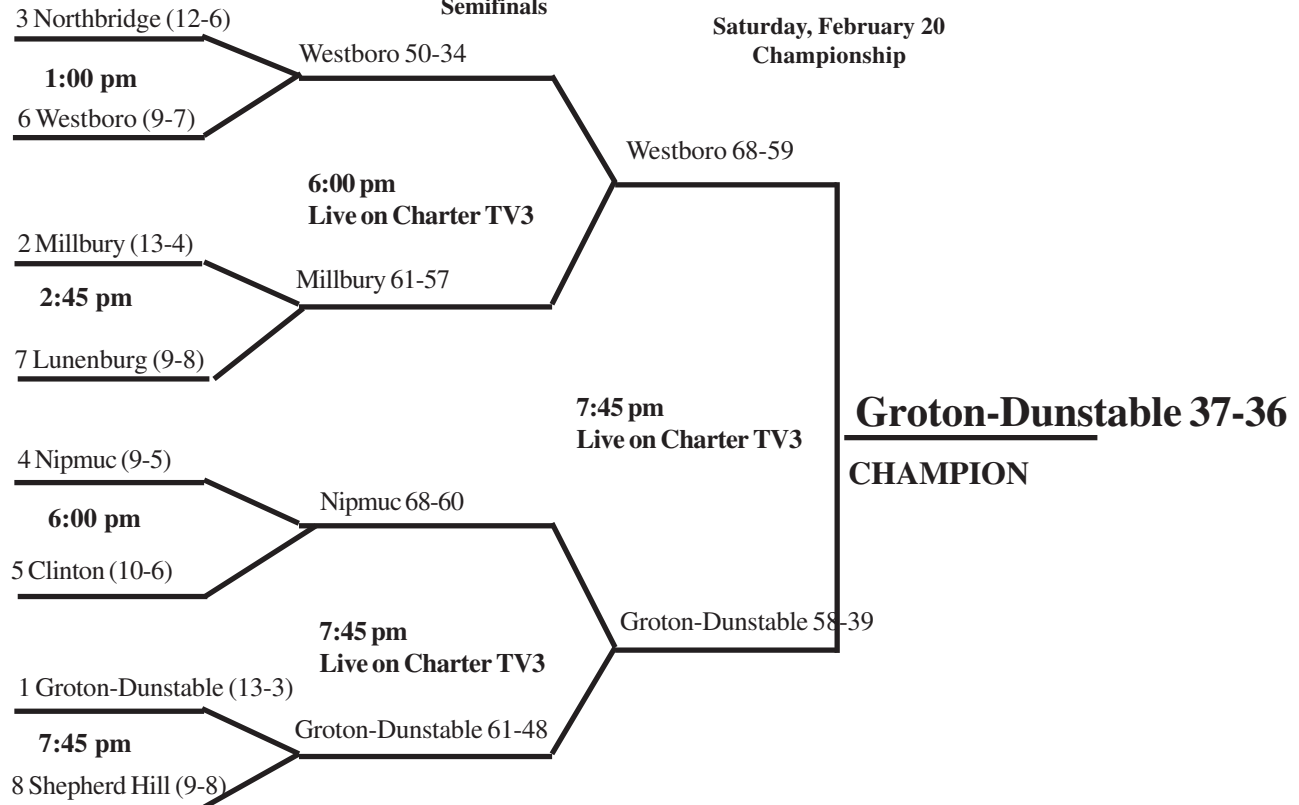 Semifinals
Saturday, February 20
Championship
3 Northbridge (12-6)
Westboro 50-34
1:00 pm
6 Westboro (9-7)
Westboro 68-59
6:00 pm
Live on Charter TV3
2 Millbury (13-4)
Millbury 61-57
2:45 pm
7 Lunenburg (9-8)
7:45 pm
Live on Charter TV3
Groton-Dunstable 37-36
CHAMPION
4 Nipmuc (9-5)
Nipmuc 68-60
6:00 pm
5 Clinton (10-6)
Groton-Dunstable 58-39
7:45 pm
Live on Charter TV3
1 Groton-Dunstable (13-3)
Groton-Dunstable 61-48
7:45 pm
8 Shepherd Hill (9-8)